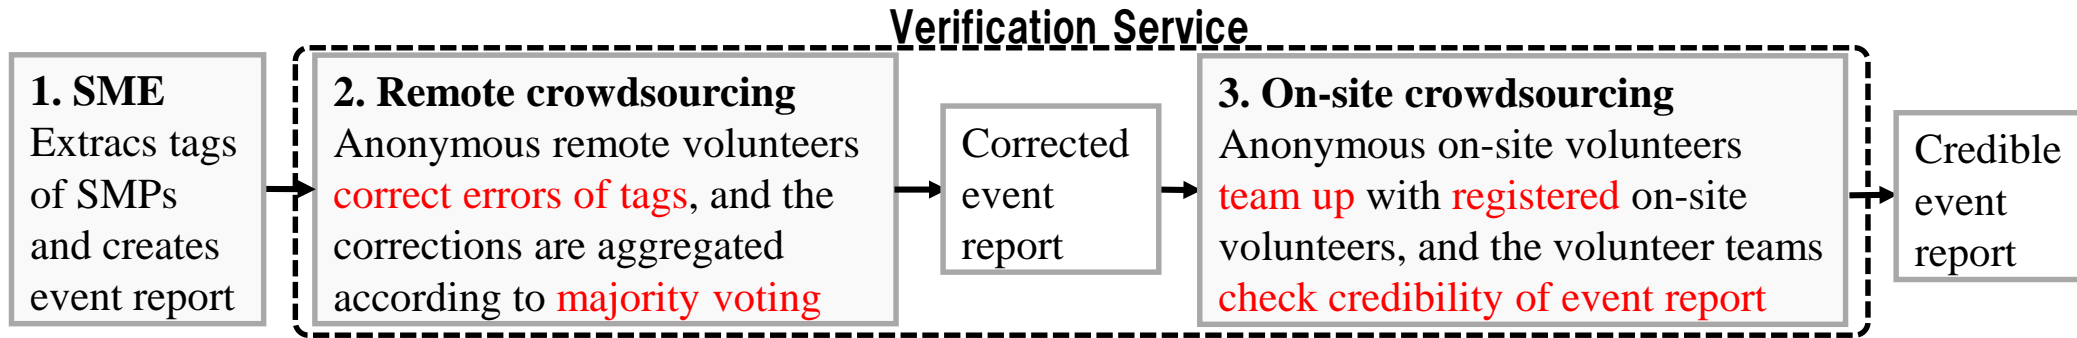 Verification Service
1. SME
Extracs tags
of SMPs
and creates
event report
2. Remote crowdsourcing
Anonymous remote volunteers
correct errors of tags, and the
corrections are aggregated
according to majority voting
Corrected
event
report
3. On-site crowdsourcing
Anonymous on-site volunteers
team up with registered on-site
volunteers, and the volunteer teams
check credibility of event report
Credible
event
report